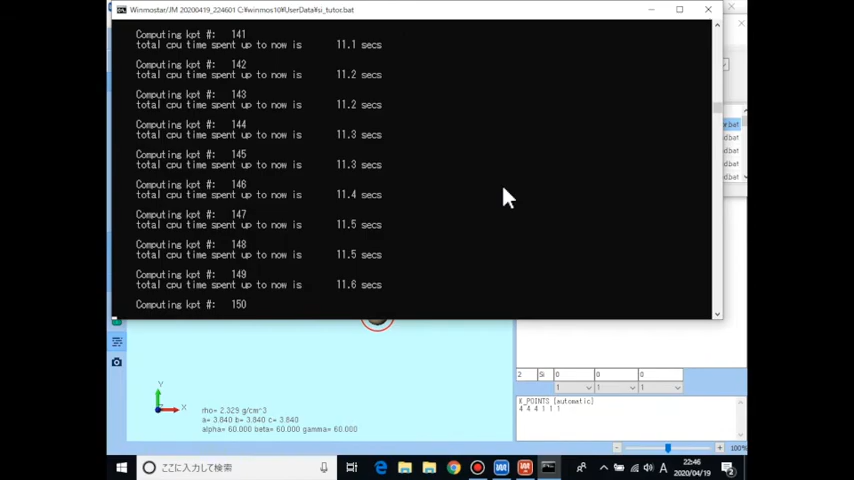 Winmostar/JM 20200419_224601 C:¥winmos10¥UserData¥si_tutor.bat
Computing kpt #: 141
total cpu time spent up to now is 11.1 secs
Computing kpt #: 142
total cpu time spent up to now is 11.2 secs
Computing kpt #: 143
total cpu time spent up to now is 11.2 secs
Computing kpt #: 144
total cpu time spent up to now is 11.3 secs
Computing kpt #: 145
total cpu time spent up to now is 11.3 secs
Computing kpt #: 146
total cpu time spent up to now is 11.4 secs
Computing kpt #: 147
total cpu time spent up to now is 11.5 secs
Computing kpt #: 148
total cpu time spent up to now is 11.5 secs
Computing kpt #: 149
total cpu time spent up to now is 11.6 secs
Computing kpt #: 150
.bat
d.bat
d.bat
d.bat
d.bat
2 Si 0 0 0
1 1 1
K_POINTS {automatic}
4 4 4 1 1 1
Y
X
rho= 2.329 g/cm^3
a= 3.840 b= 3.840 c= 3.840
alpha= 60.000 beta= 60.000 gamma= 60.000
100%
ここに入力して検索
A
22:46
2020/04/19
2